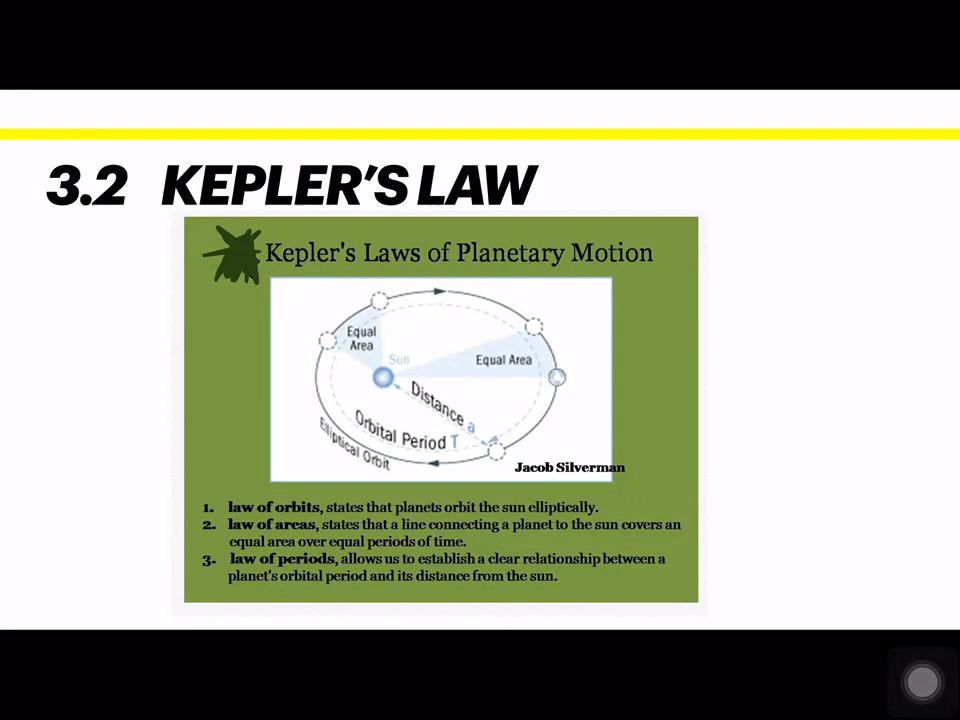 3.2 KEPLER'S LAW
Kepler's Laws of Planetary Motion
Equal
Area
Sun
Equal Area
Distance a
Orbital Period T
Elliptical Orbit
Jacob Silverman
1. law of orbits, states that planets orbit the sun elliptically.
2. law of areas, states that a line connecting a planet to the sun covers an
equal area over equal periods of time.
3. law of periods, allows us to establish a clear relationship between a
planet's orbital period and its distance from the sun.